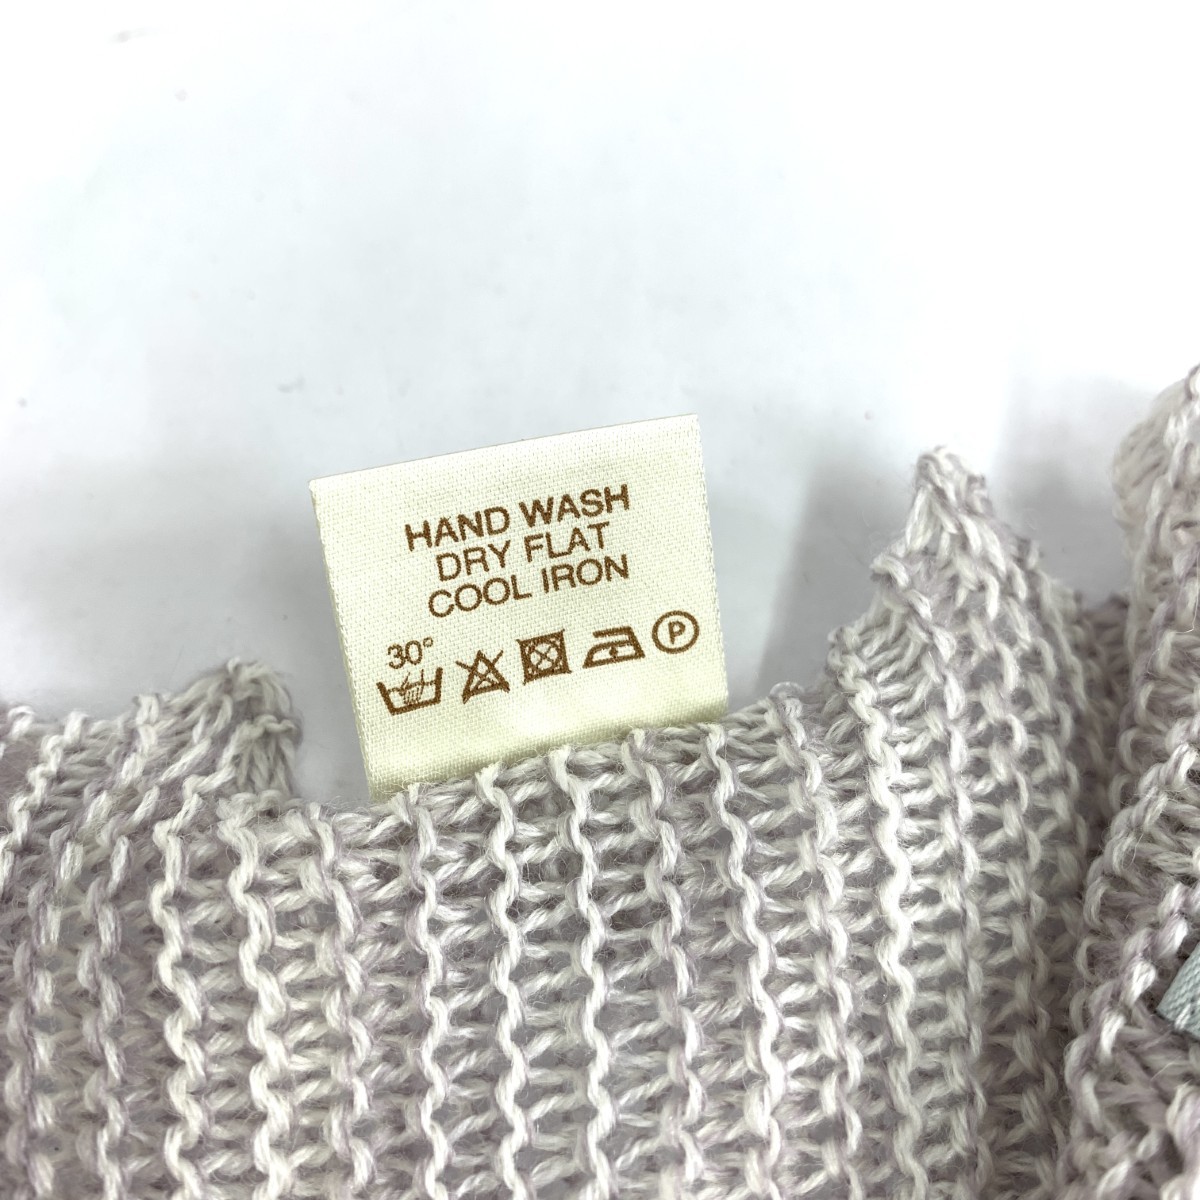 HAND WASH
DRY FLAT
COOL IRON
30°
P